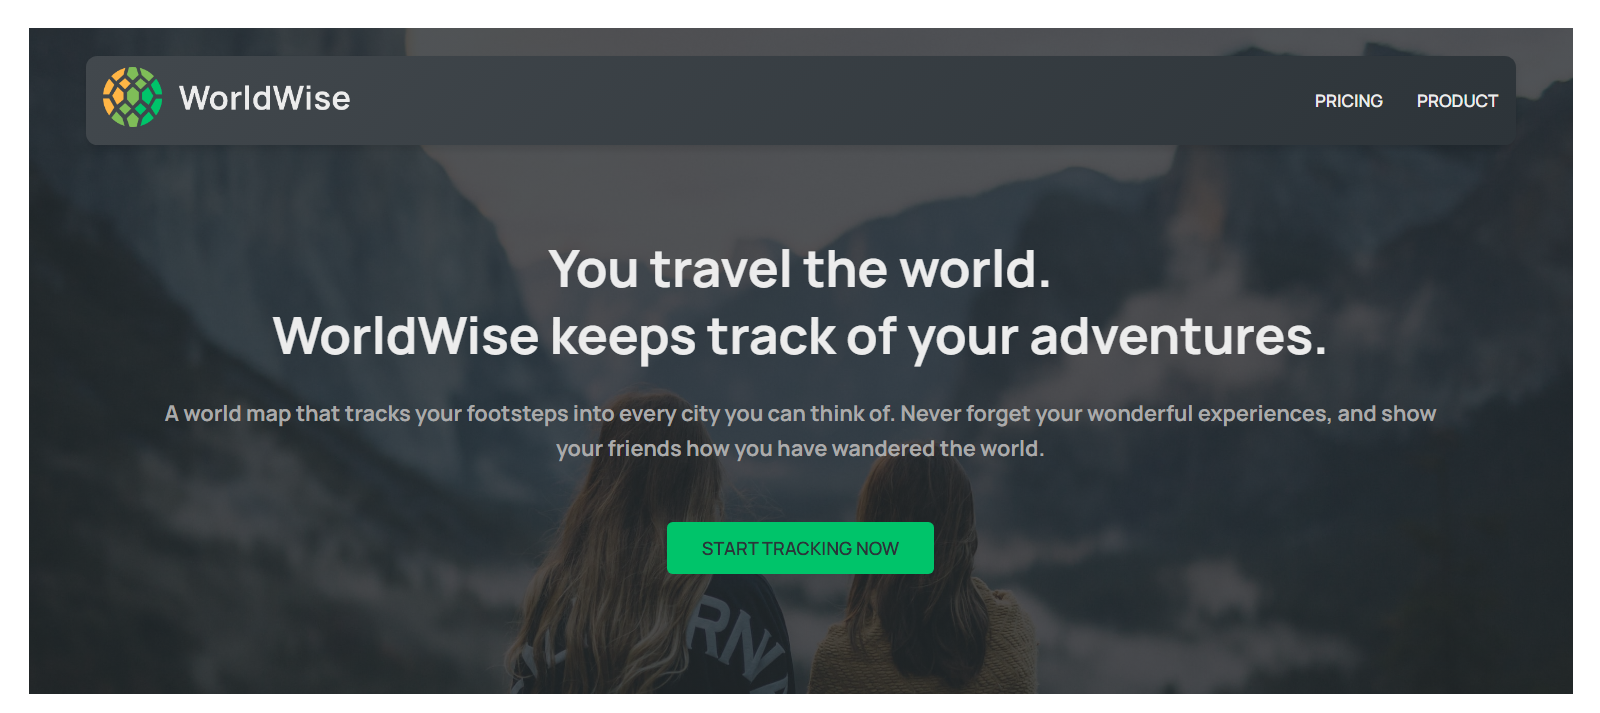 WorldWise
PRICING
PRODUCT
You travel the world.
WorldWise keeps track of your adventures.
A world map that tracks your footsteps into every city you can think of. Never forget your wonderful experiences, and show
your friends how you have wandered the world.
START TRACKING NOW